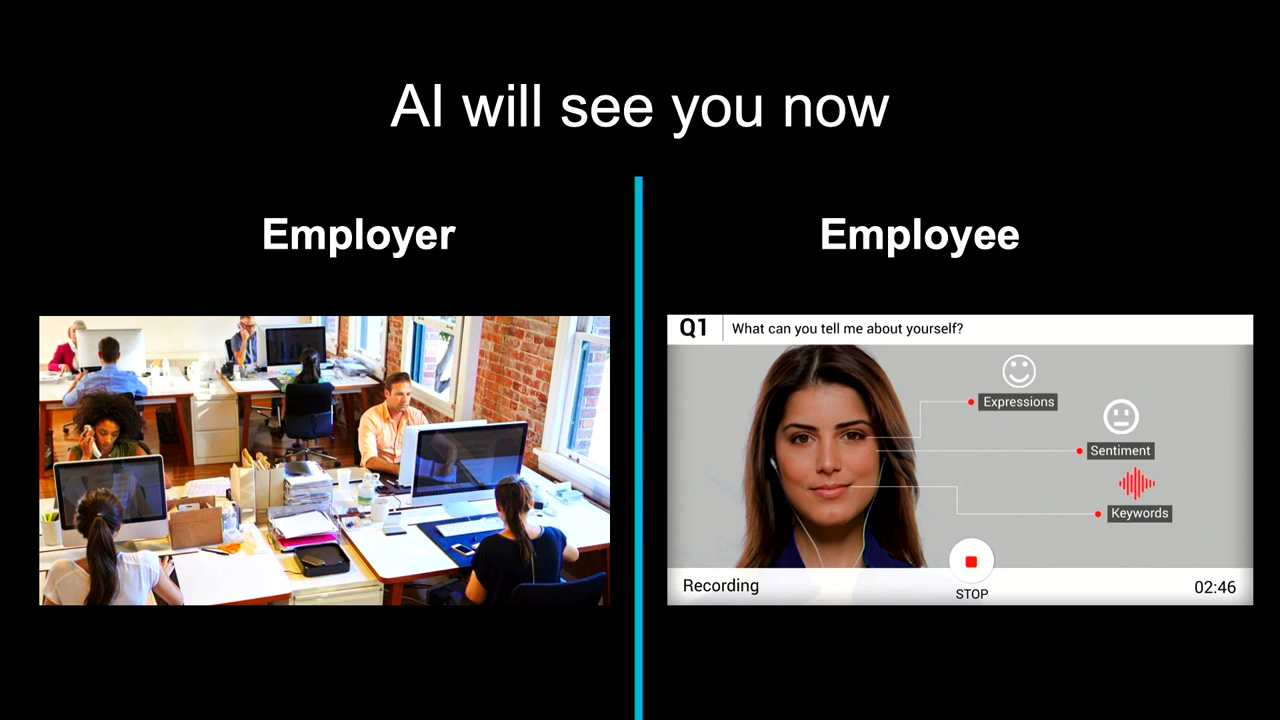 AI will see you now
Employer
Employee
Q1 What can you tell me about yourself?
Expressions
Sentiment
Keywords
Recording
STOP
02:46